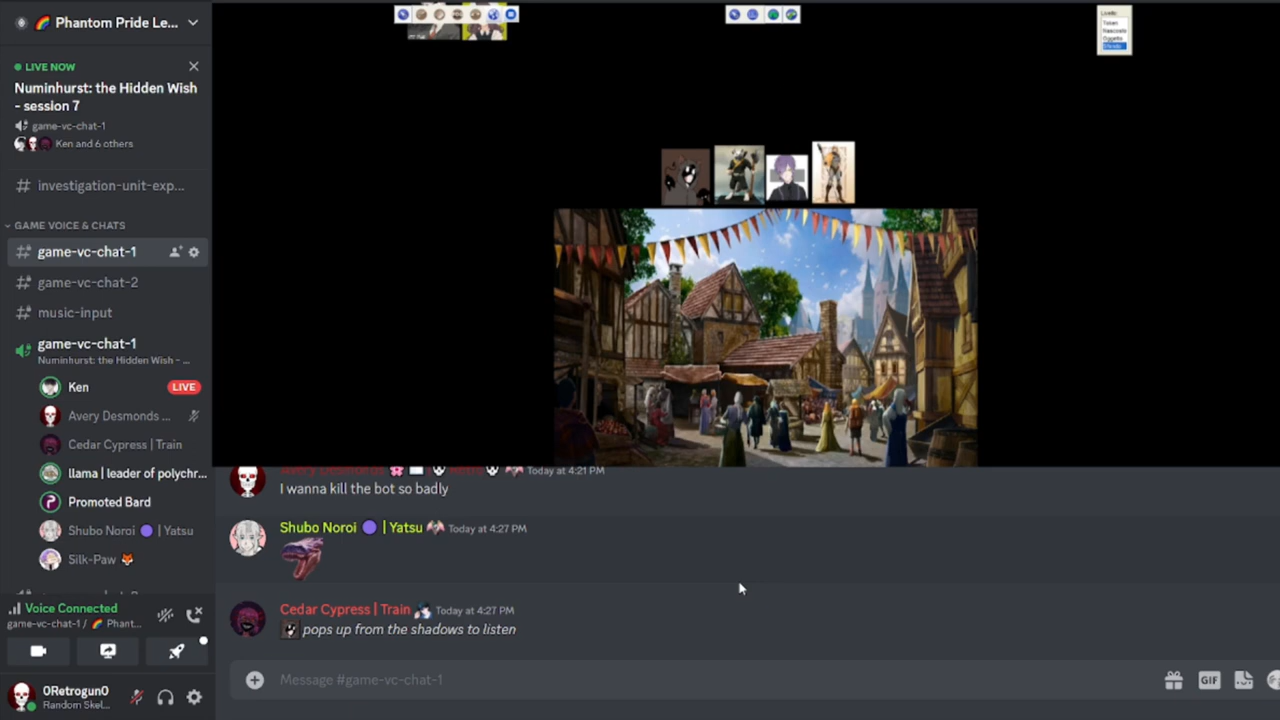 Phantom Pride Le...
LIVE NOW
Numinhurst: the Hidden Wish
- session 7
game-vc-chat-1
Ken and 6 others
investigation-unit-exp...
GAME VOICE & CHATS
game-vc-chat-1
game-vc-chat-2
music-input
game-vc-chat-1
Numinhurst: the Hidden Wish - ...
Ken LIVE
Avery Desmonds ...
Cedar Cypress | Train
llama | leader of polychr...
Promoted Bard
Shubo Noroi | Yatsu
Silk-Paw
Voice Connected
game-vc-chat-1 / Phant...
0Retrogun0
Random Skel...
Today at 4:21 PM
I wanna kill the bot so badly
Shubo Noroi | Yatsu Today at 4:27 PM
Cedar Cypress | Train Today at 4:27 PM
pops up from the shadows to listen
Message #game-vc-chat-1
GIF